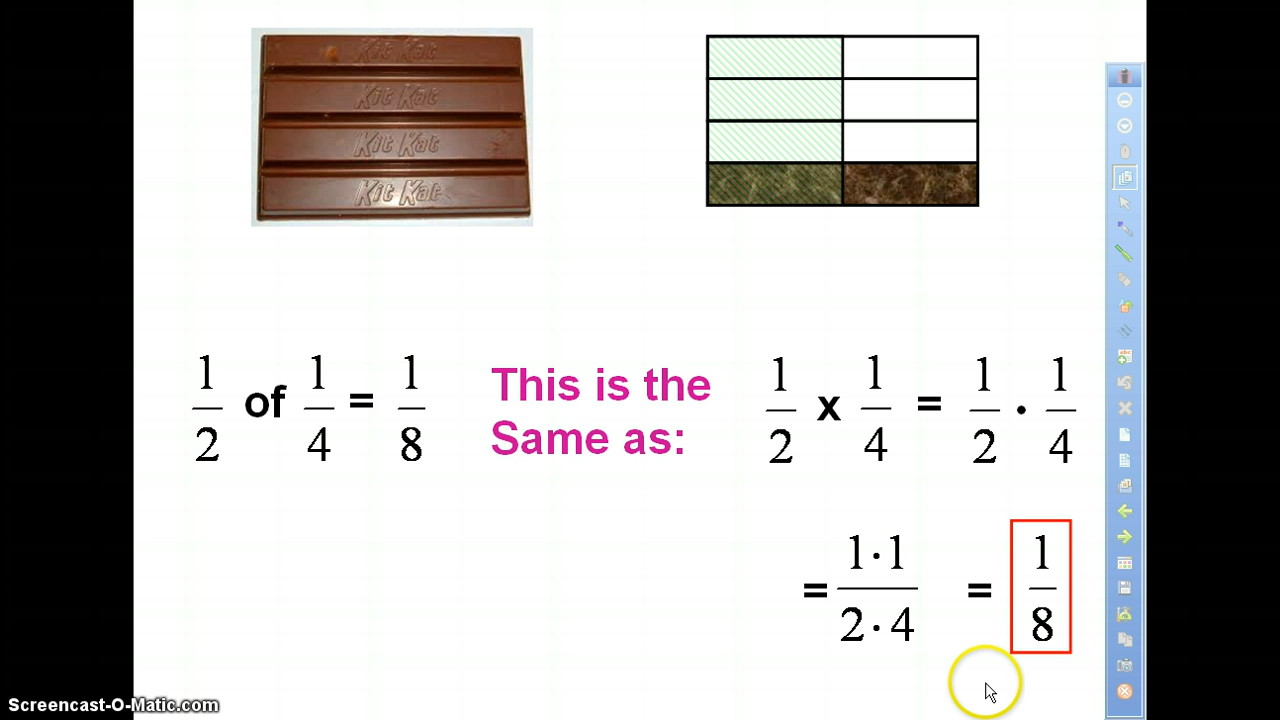 Kit Kat
Kit Kat
Kit Kat
Kit Kat
1/2 of 1/4 = 1/8
This is the
Same as:
1/2 x 1/4 = 1/2 · 1/4
= 1·1/2·4 = 1/8
Screencast-O-Matic.com